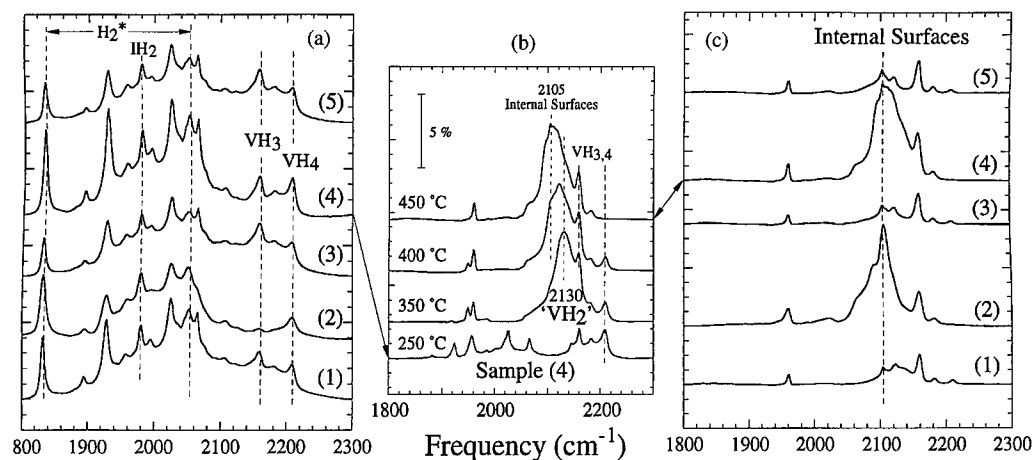 (a)
H2*
IH2
VH3
VH4
(5)
(4)
(3)
(2)
(1)
800 1900 2000 2100 2200 2300
(b)
2105
Internal Surfaces
5 %
VH3,4
450 °C
400 °C
350 °C
2130
'VH2'
250 °C
Sample (4)
1800 2000 2200
Frequency (cm-1)
(c)
Internal Surfaces
(5)
(4)
(3)
(2)
(1)
1800 1900 2000 2100 2200 2300